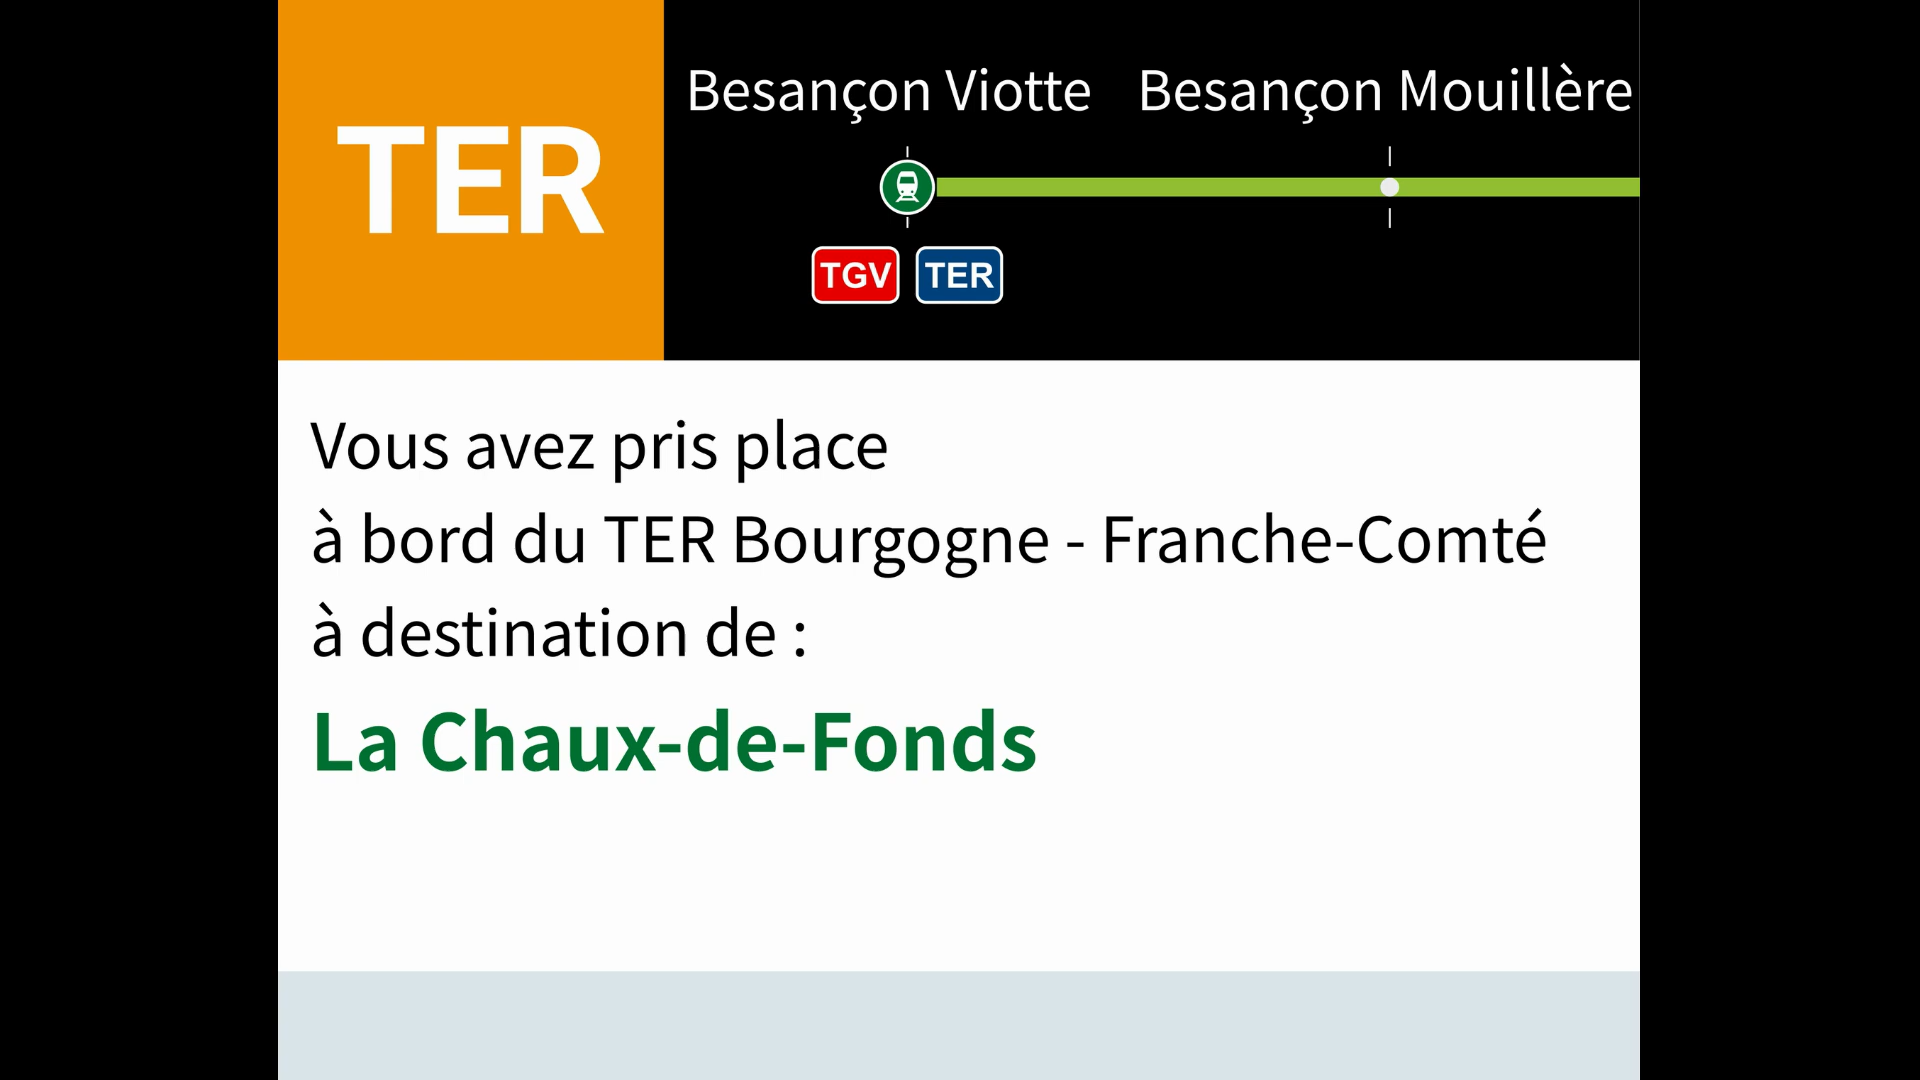 TER
Besançon Viotte
Besançon Mouillère
TGV
TER
Vous avez pris place
à bord du TER Bourgogne - Franche-Comté
à destination de :
La Chaux-de-Fonds